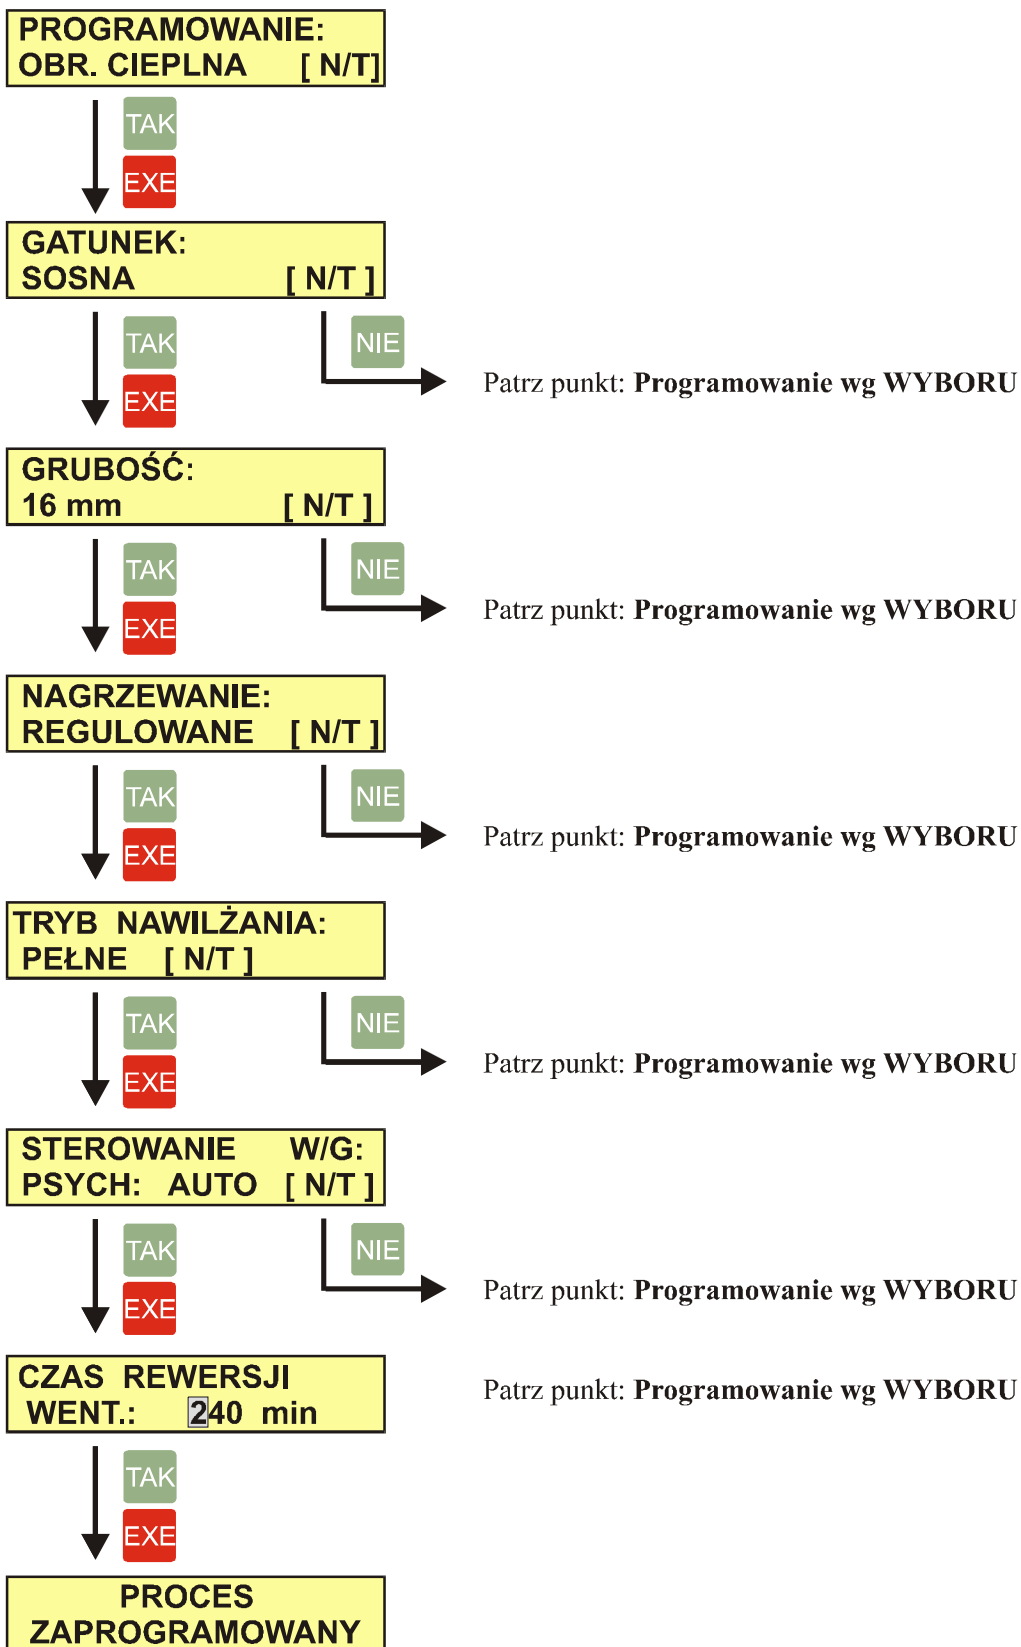 PROGRAMOWANIE:
OBR. CIEPLNA [ N/T]
TAK
EXE
GATUNEK:
SOSNA [ N/T ]
TAK
NIE
EXE
Patrz punkt: Programowanie wg WYBORU
GRUBOŚĆ:
16 mm [ N/T ]
TAK
NIE
EXE
Patrz punkt: Programowanie wg WYBORU
NAGRZEWANIE:
REGULOWANE [ N/T ]
TAK
NIE
EXE
Patrz punkt: Programowanie wg WYBORU
TRYB NAWILŻANIA:
PEŁNE [ N/T ]
TAK
NIE
EXE
Patrz punkt: Programowanie wg WYBORU
STEROWANIE W/G:
PSYCH: AUTO [ N/T ]
TAK
NIE
EXE
Patrz punkt: Programowanie wg WYBORU
CZAS REWERSJI
WENT.: 240 min
Patrz punkt: Programowanie wg WYBORU
TAK
EXE
PROCES
ZAPROGRAMOWANY